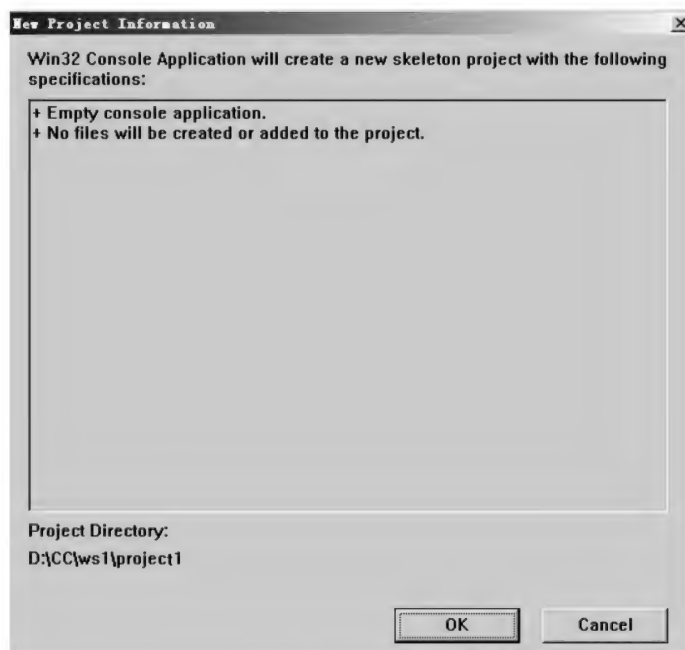 New Project Information
Win32 Console Application will create a new skeleton project with the following
specifications:
+ Empty console application.
+ No files will be created or added to the project.
Project Directory:
D:\CC\ws1\project1
OK
Cancel